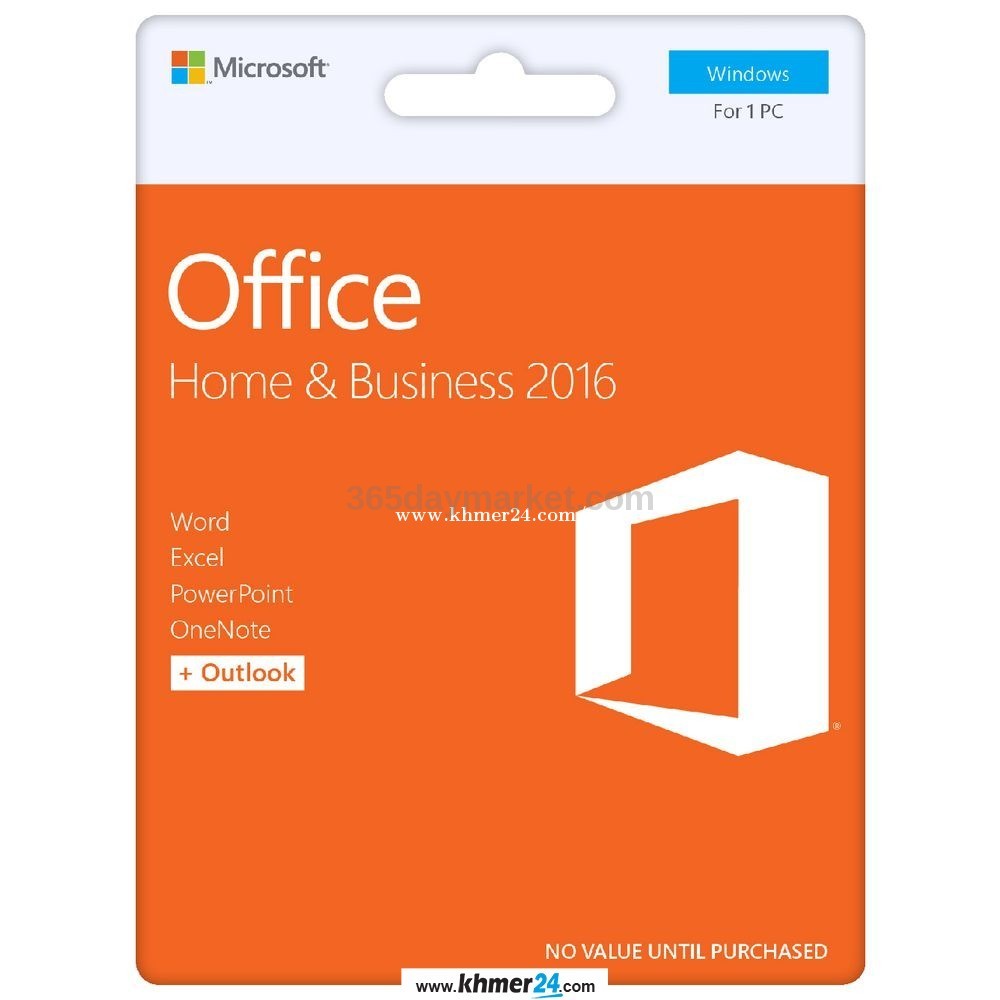 Microsoft
Windows
For 1 PC
Office
Home & Business 2016
365daymarket.com
www.khmer24.com
Word
Excel
PowerPoint
OneNote
+ Outlook
®
NO VALUE UNTIL PURCHASED
www.khmer24.com